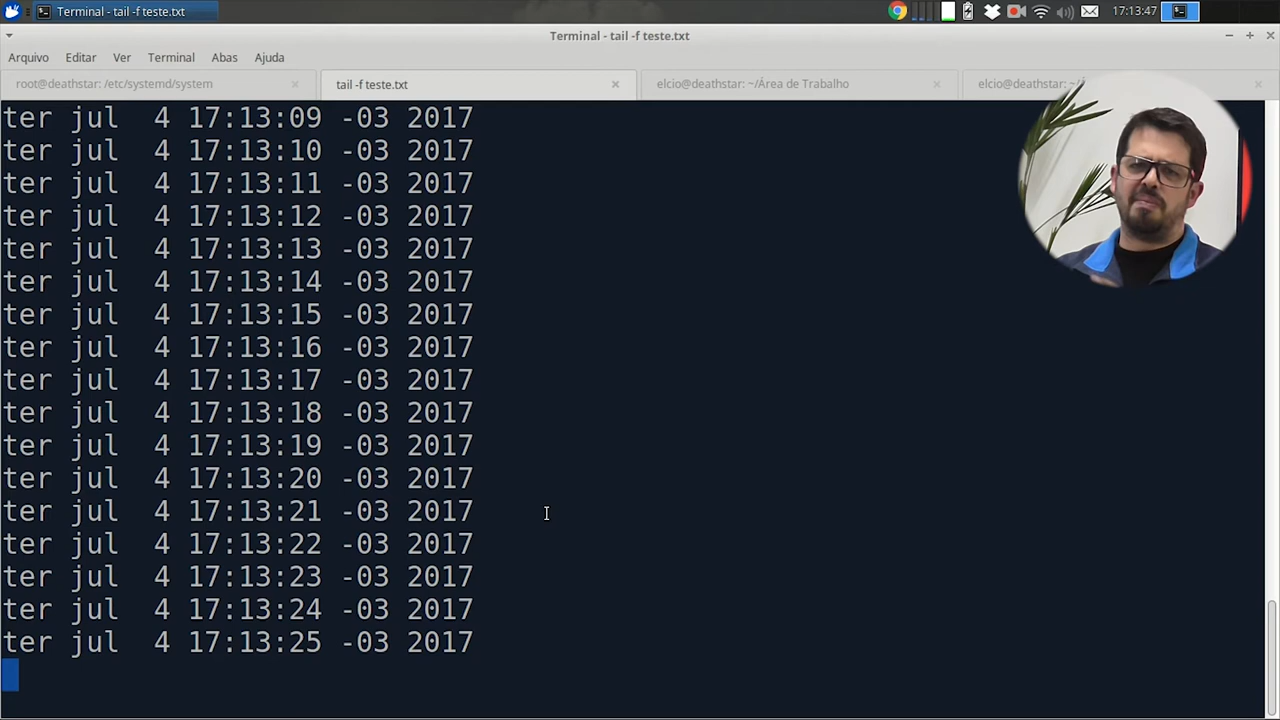 Terminal - tail -f teste.txt
17:13:47
Terminal - tail -f teste.txt
Arquivo Editar Ver Terminal Abas Ajuda
root@deathstar: /etc/systemd/system
tail -f teste.txt
elcio@deathstar: ~/Área de Trabalho
elcio@deathstar: ~/Á
ter jul  4 17:13:09 -03 2017
ter jul  4 17:13:10 -03 2017
ter jul  4 17:13:11 -03 2017
ter jul  4 17:13:12 -03 2017
ter jul  4 17:13:13 -03 2017
ter jul  4 17:13:14 -03 2017
ter jul  4 17:13:15 -03 2017
ter jul  4 17:13:16 -03 2017
ter jul  4 17:13:17 -03 2017
ter jul  4 17:13:18 -03 2017
ter jul  4 17:13:19 -03 2017
ter jul  4 17:13:20 -03 2017
ter jul  4 17:13:21 -03 2017
ter jul  4 17:13:22 -03 2017
ter jul  4 17:13:23 -03 2017
ter jul  4 17:13:24 -03 2017
ter jul  4 17:13:25 -03 2017